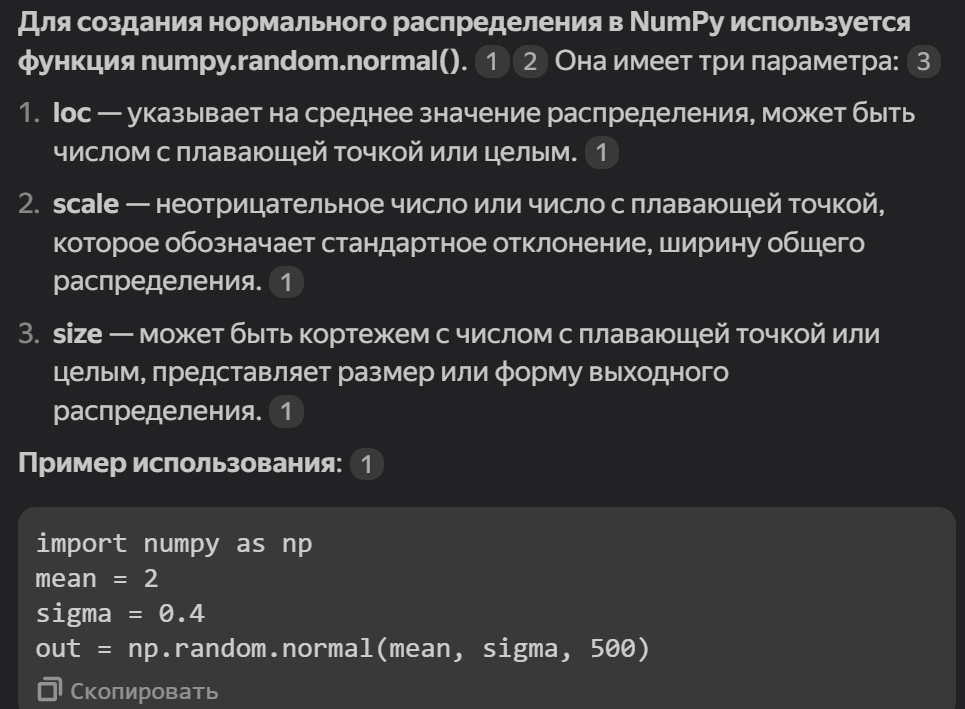 Для создания нормального распределения в NumPy используется
функция numpy.random.normal(). 1 2 Она имеет три параметра: 3
1. loc — указывает на среднее значение распределения, может быть
числом с плавающей точкой или целым. 1
2. scale — неотрицательное число или число с плавающей точкой,
которое обозначает стандартное отклонение, ширину общего
распределения. 1
3. size — может быть кортежем с числом с плавающей точкой или
целым, представляет размер или форму выходного
распределения. 1
Пример использования: 1
import numpy as np
mean = 2
sigma = 0.4
out = np.random.normal(mean, sigma, 500)
Скопировать